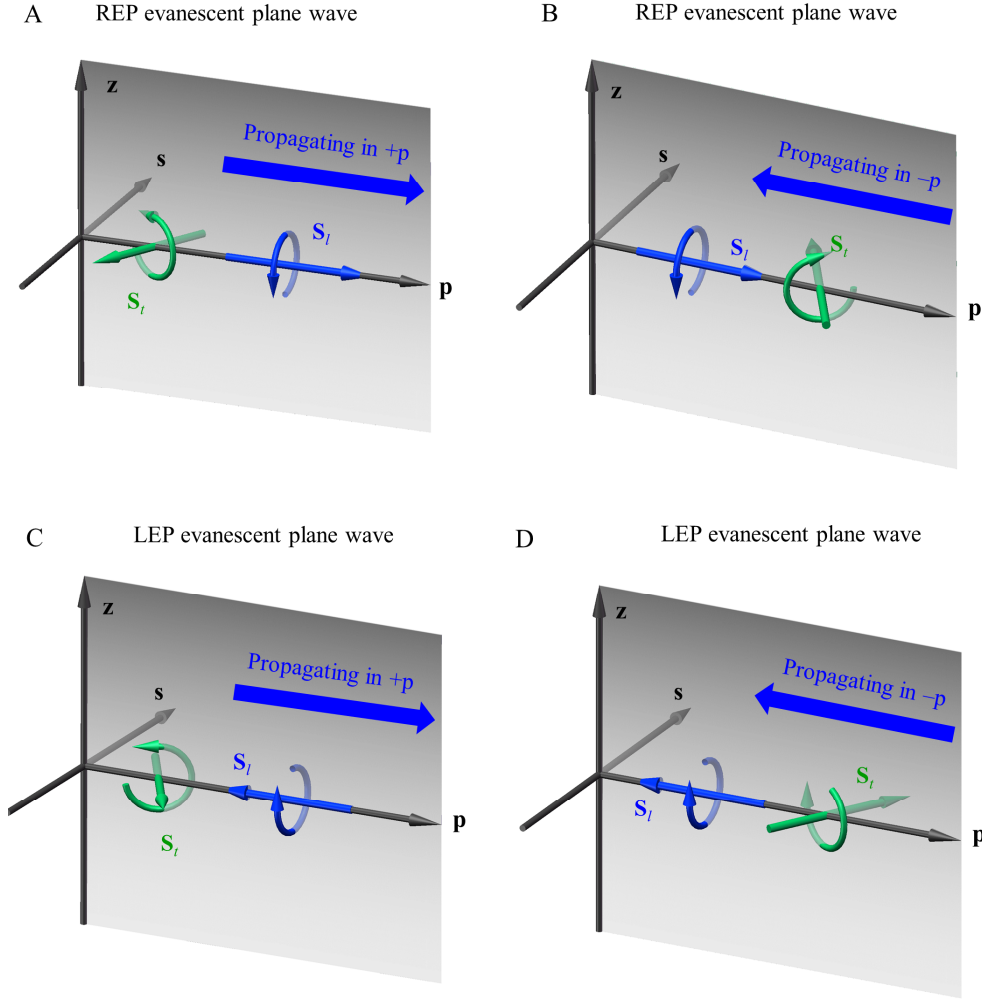 A
REP evanescent plane wave
z
Propagating in +p
s
S_l
S_t
p
B
REP evanescent plane wave
z
Propagating in –p
s
S_l
S_t
p
C
LEP evanescent plane wave
z
Propagating in +p
s
S_l
S_t
p
D
LEP evanescent plane wave
z
Propagating in –p
s
S_t
S_l
p